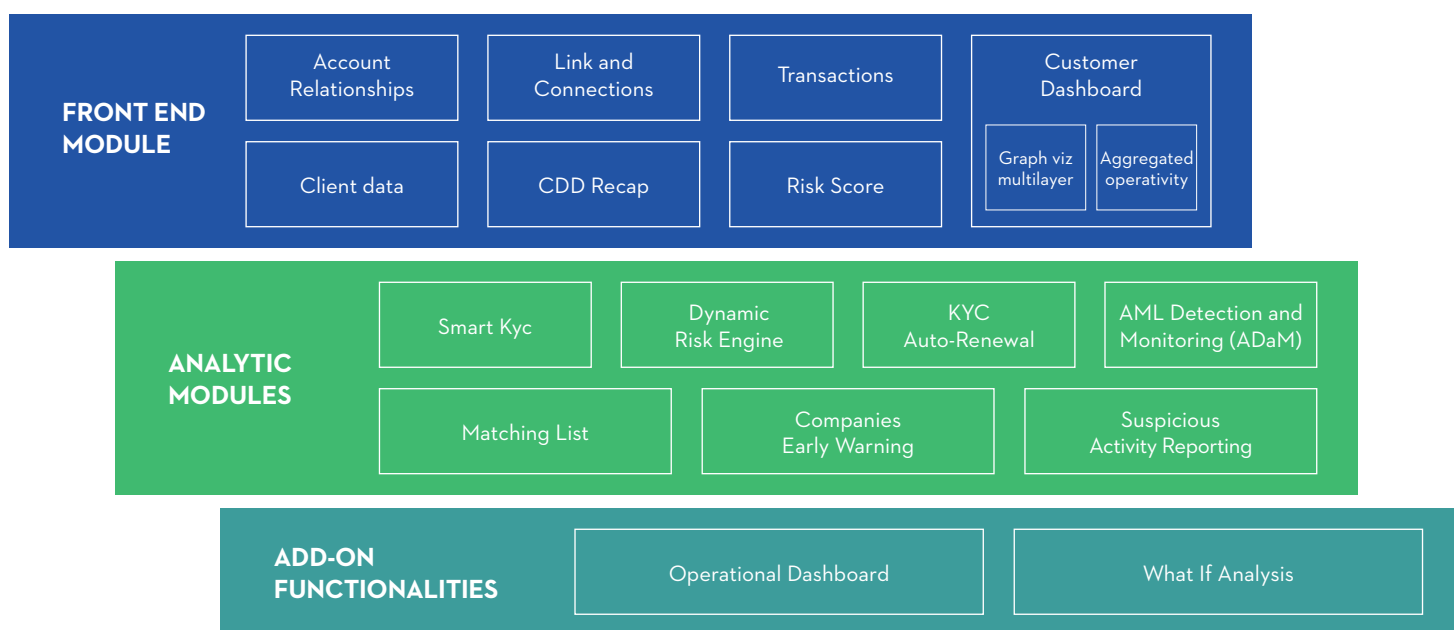 FRONT END
MODULE
Account
Relationships
Link and
Connections
Transactions
Customer
Dashboard
Client data
CDD Recap
Risk Score
Graph viz
multilayer
Aggregated
operativity
ANALYTIC
MODULES
Smart Kyc
Dynamic
Risk Engine
KYC
Auto-Renewal
AML Detection and
Monitoring (ADaM)
Matching List
Companies
Early Warning
Suspicious
Activity Reporting
ADD-ON
FUNCTIONALITIES
Operational Dashboard
What If Analysis